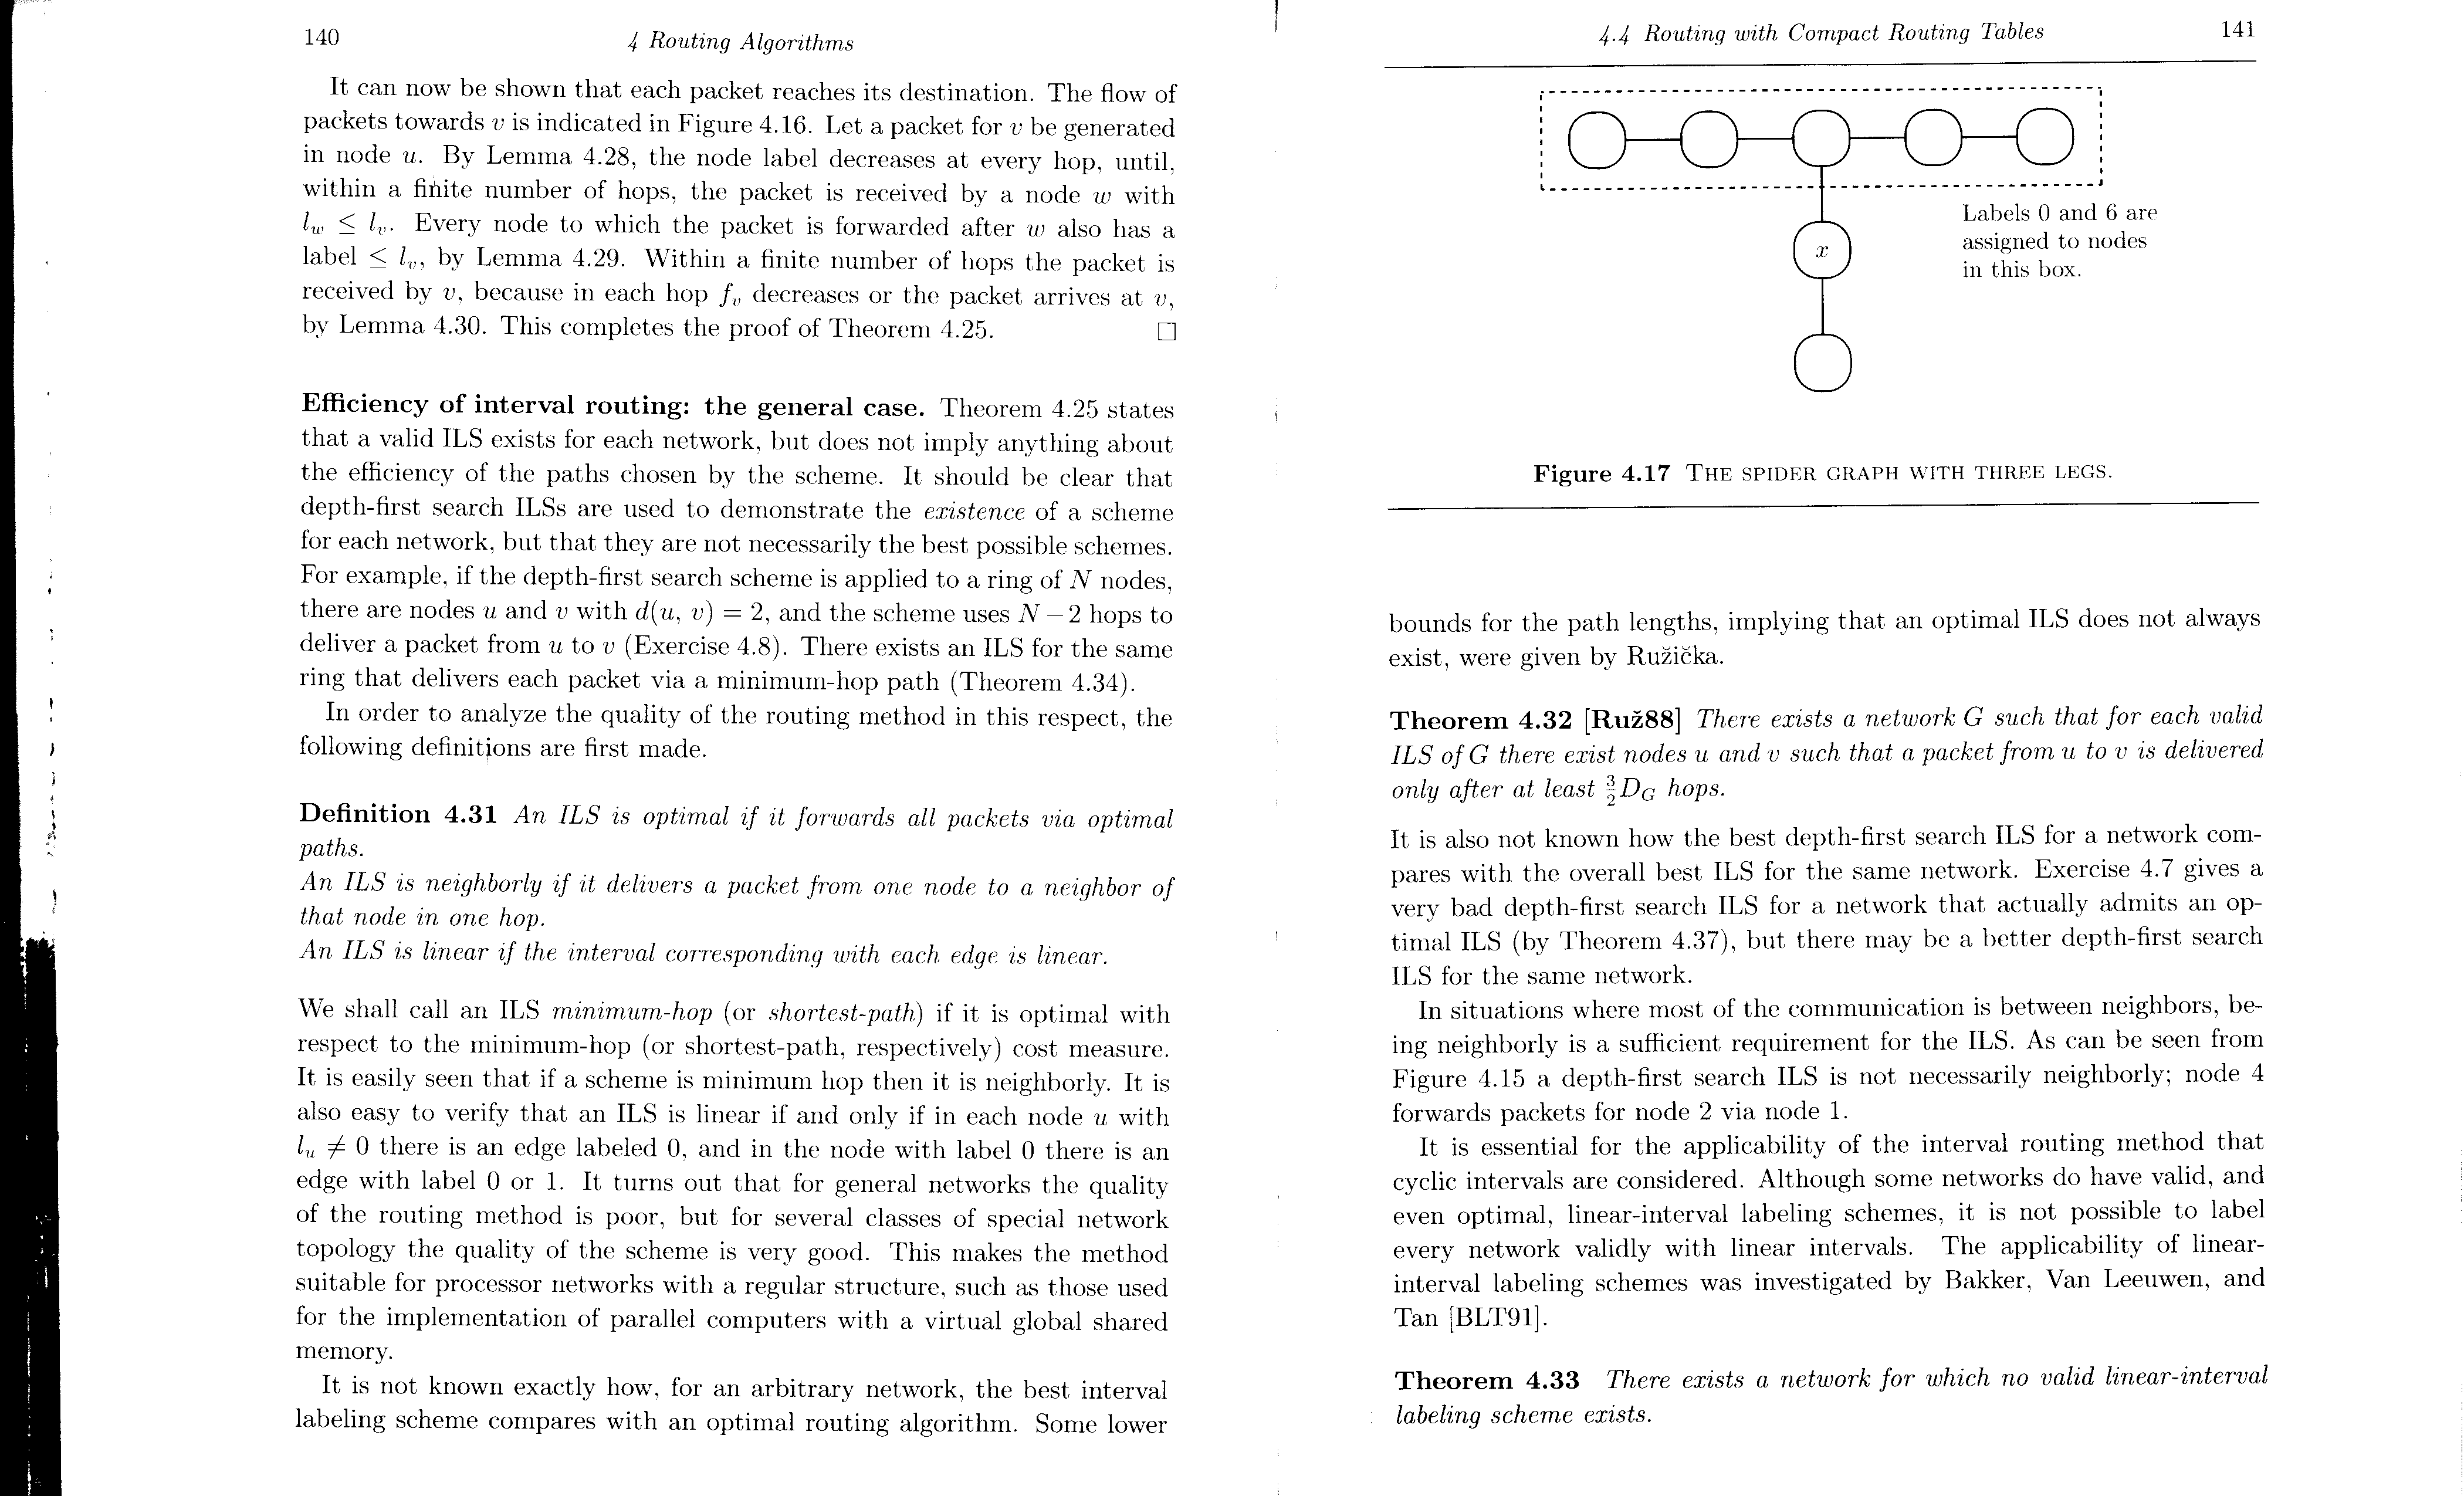 140
4 Routing Algorithms
It can now be shown that each packet reaches its destination. The flow of
packets towards v is indicated in Figure 4.16. Let a packet for v be generated
in node u. By Lemma 4.28, the node label decreases at every hop, until,
within a finite number of hops, the packet is received by a node w with
l_w ≤ l_v. Every node to which the packet is forwarded after w also has a
label ≤ l_v, by Lemma 4.29. Within a finite number of hops the packet is
received by v, because in each hop f_v decreases or the packet arrives at v,
by Lemma 4.30. This completes the proof of Theorem 4.25. □
Efficiency of interval routing: the general case. Theorem 4.25 states
that a valid ILS exists for each network, but does not imply anything about
the efficiency of the paths chosen by the scheme. It should be clear that
depth-first search ILSs are used to demonstrate the existence of a scheme
for each network, but that they are not necessarily the best possible schemes.
For example, if the depth-first search scheme is applied to a ring of N nodes,
there are nodes u and v with d(u, v) = 2, and the scheme uses N − 2 hops to
deliver a packet from u to v (Exercise 4.8). There exists an ILS for the same
ring that delivers each packet via a minimum-hop path (Theorem 4.34).
In order to analyze the quality of the routing method in this respect, the
following definitions are first made.
Definition 4.31 An ILS is optimal if it forwards all packets via optimal
paths.
An ILS is neighborly if it delivers a packet from one node to a neighbor of
that node in one hop.
An ILS is linear if the interval corresponding with each edge is linear.
We shall call an ILS minimum-hop (or shortest-path) if it is optimal with
respect to the minimum-hop (or shortest-path, respectively) cost measure.
It is easily seen that if a scheme is minimum hop then it is neighborly. It is
also easy to verify that an ILS is linear if and only if in each node u with
l_u ≠ 0 there is an edge labeled 0, and in the node with label 0 there is an
edge with label 0 or 1. It turns out that for general networks the quality
of the routing method is poor, but for several classes of special network
topology the quality of the scheme is very good. This makes the method
suitable for processor networks with a regular structure, such as those used
for the implementation of parallel computers with a virtual global shared
memory.
It is not known exactly how, for an arbitrary network, the best interval
labeling scheme compares with an optimal routing algorithm. Some lower
4.4 Routing with Compact Routing Tables
141
Labels 0 and 6 are
assigned to nodes
in this box.
x
Figure 4.17 THE SPIDER GRAPH WITH THREE LEGS.
bounds for the path lengths, implying that an optimal ILS does not always
exist, were given by Ružička.
Theorem 4.32 [Ruž88] There exists a network G such that for each valid
ILS of G there exist nodes u and v such that a packet from u to v is delivered
only after at least 3/2 D_G hops.
It is also not known how the best depth-first search ILS for a network com-
pares with the overall best ILS for the same network. Exercise 4.7 gives a
very bad depth-first search ILS for a network that actually admits an op-
timal ILS (by Theorem 4.37), but there may be a better depth-first search
ILS for the same network.
In situations where most of the communication is between neighbors, be-
ing neighborly is a sufficient requirement for the ILS. As can be seen from
Figure 4.15 a depth-first search ILS is not necessarily neighborly; node 4
forwards packets for node 2 via node 1.
It is essential for the applicability of the interval routing method that
cyclic intervals are considered. Although some networks do have valid, and
even optimal, linear-interval labeling schemes, it is not possible to label
every network validly with linear intervals. The applicability of linear-
interval labeling schemes was investigated by Bakker, Van Leeuwen, and
Tan [BLT91].
Theorem 4.33 There exists a network for which no valid linear-interval
labeling scheme exists.